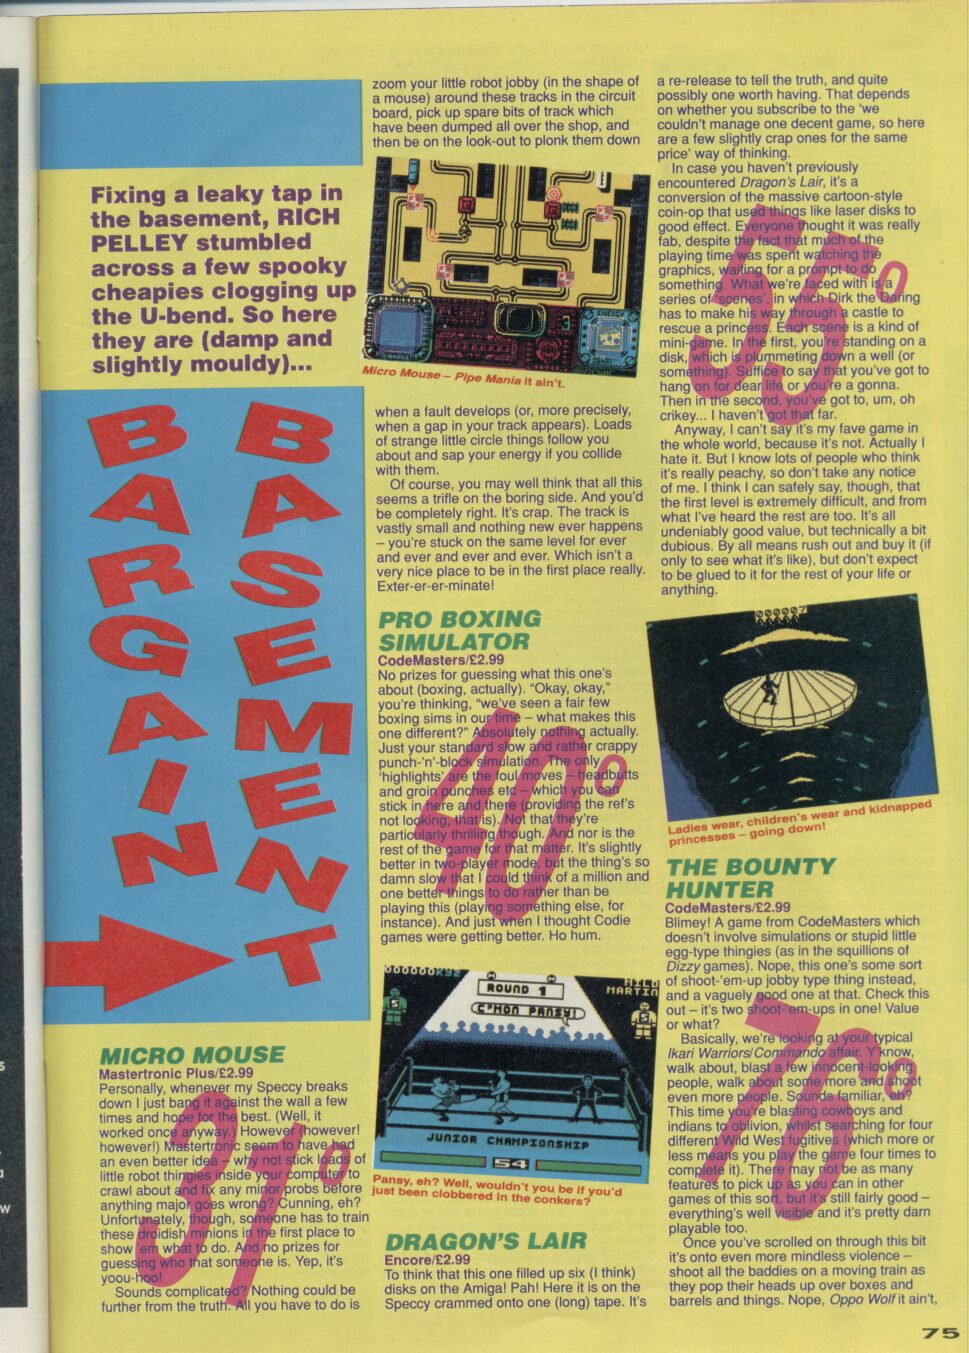 Fixing a leaky tap in
the basement, RICH
PELLEY stumbled
across a few spooky
cheapies clogging up
the U-bend. So here
they are (damp and
slightly mouldy)...
BARGAIN
BASEMENT
MICRO MOUSE
Mastertronic Plus/£2.99
Personally, whenever my Speccy breaks
down I just bang it against the wall a few
times and hope for the best. (Well, it
worked once anyway.) However (however!
however!) Mastertronic seem to have had
an even better idea – why not stick loads of
little robot thingies inside your computer to
crawl about and fix any minor probs before
anything major goes wrong? Cunning, eh?
Unfortunately, though, someone has to train
these droidish minions in the first place to
show 'em what to do. And no prizes for
guessing who that someone is. Yep, it's
yoou-hoo!
Sounds complicated? Nothing could be
further from the truth. All you have to do is
31°
zoom your little robot jobby (in the shape of
a mouse) around these tracks in the circuit
board, pick up spare bits of track which
have been dumped all over the shop, and
then be on the look-out to plonk them down
ENERGY
3
Micro Mouse – Pipe Mania it ain't.
when a fault develops (or, more precisely,
when a gap in your track appears). Loads
of strange little circle things follow you
about and sap your energy if you collide
with them.
Of course, you may well think that all this
seems a trifle on the boring side. And you'd
be completely right. It's crap. The track is
vastly small and nothing new ever happens
– you're stuck on the same level for ever
and ever and ever and ever. Which isn't a
very nice place to be in the first place really.
Exter-er-er-minate!
PRO BOXING
SIMULATOR
CodeMasters/£2.99
No prizes for guessing what this one's
about (boxing, actually). "Okay, okay,"
you're thinking, "we've seen a fair few
boxing sims in our time – what makes this
one different?" Absolutely nothing actually.
Just your standard slow and rather crappy
punch-'n'-block simulation. The only
'highlights' are the foul moves – headbutts
and groin punches etc – which you can
stick in here and there (providing the ref's
not looking, that is). Not that they're
particularly thrilling though. And nor is the
rest of the game for that matter. It's slightly
better in two-player mode, but the thing's so
damn slow that I could think of a million and
one better things to do rather than be
playing this (playing something else, for
instance). And just when I thought Codie
games were getting better. Ho hum.
40°
000000KYZ
ROUND 1
C'MON PANSY!
MILD
MARTIN
5
5
JUNIOR CHAMPIONSHIP
54
Pansy, eh? Well, wouldn't you be if you'd
just been clobbered in the conkers?
DRAGON'S LAIR
Encore/£2.99
To think that this one filled up six (I think)
disks on the Amiga! Pah! Here it is on the
Speccy crammed onto one (long) tape. It's
a re-release to tell the truth, and quite
possibly one worth having. That depends
on whether you subscribe to the 'we
couldn't manage one decent game, so here
are a few slightly crap ones for the same
price' way of thinking.
In case you haven't previously
encountered Dragon's Lair, it's a
conversion of the massive cartoon-style
coin-op that used things like laser disks to
good effect. Everyone thought it was really
fab, despite the fact that much of the
playing time was spent watching the
graphics, waiting for a prompt to do
something. What we're faced with is a
series of 'scenes', in which Dirk the Daring
has to make his way through a castle to
rescue a princess. Each scene is a kind of
mini-game. In the first, you're standing on a
disk, which is plummeting down a well (or
something). Suffice to say that you've got to
hang on for dear life or you're a gonna.
Then in the second, you've got to, um, oh
crikey... I haven't got that far.
Anyway, I can't say it's my fave game in
the whole world, because it's not. Actually I
hate it. But I know lots of people who think
it's really peachy, so don't take any notice
of me. I think I can safely say, though, that
the first level is extremely difficult, and from
what I've heard the rest are too. It's all
undeniably good value, but technically a bit
dubious. By all means rush out and buy it (if
only to see what it's like), but don't expect
to be glued to it for the rest of your life or
anything.
55°
000007
Ladies wear, children's wear and kidnapped
princesses – going down!
THE BOUNTY
HUNTER
CodeMasters/£2.99
Blimey! A game from CodeMasters which
doesn't involve simulations or stupid little
egg-type thingies (as in the squillions of
Dizzy games). Nope, this one's some sort
of shoot-'em-up jobby type thing instead,
and a vaguely good one at that. Check this
out – it's two shoot-'em-ups in one! Value
or what?
Basically, we're looking at your typical
Ikari Warriors/Commando affair. Y'know,
walk about, blast a few innocent-looking
people, walk about some more and shoot
even more people. Sounds familiar, eh?
This time you're blasting cowboys and
indians to oblivion, whilst searching for four
different Wild West fugitives (which more or
less means you play the game four times to
complete it). There may not be as many
features to pick up as you can in other
games of this sort, but it's still fairly good –
everything's well visible and it's pretty darn
playable too.
Once you've scrolled on through this bit
it's onto even more mindless violence –
shoot all the baddies on a moving train as
they pop their heads up over boxes and
barrels and things. Nope, Oppo Wolf it ain't,
70°
75